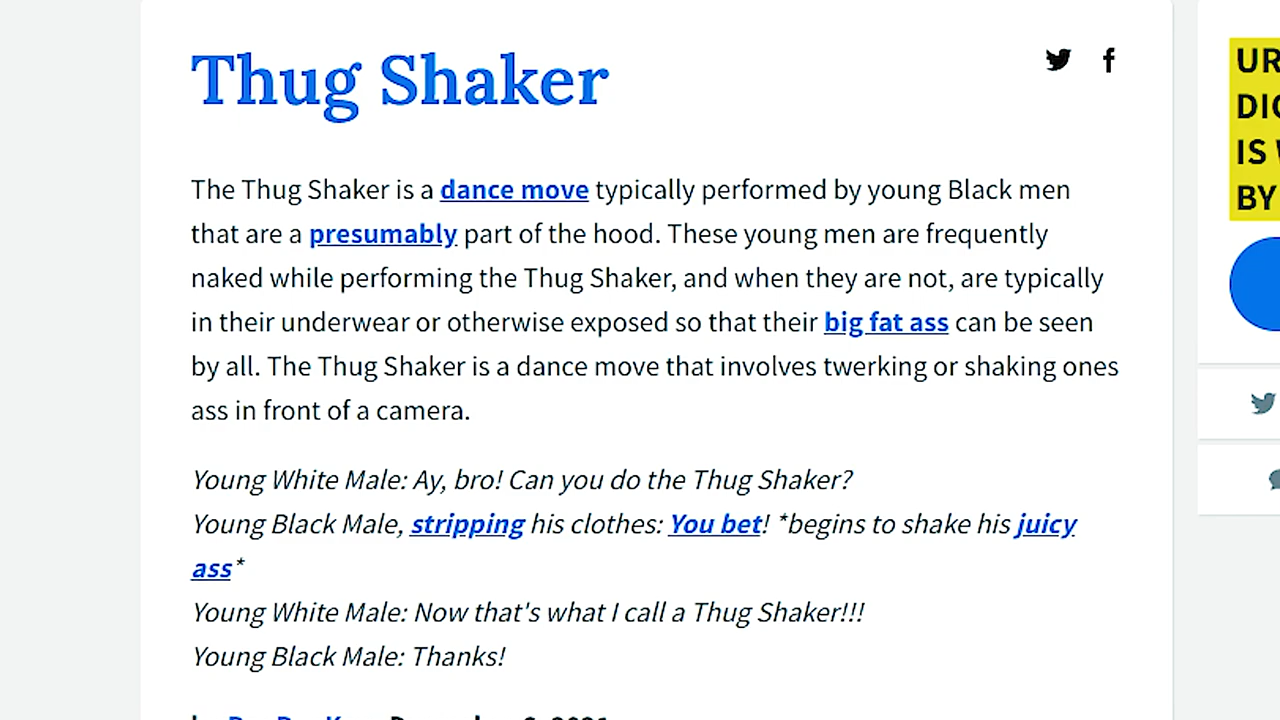 Thug Shaker
The Thug Shaker is a dance move typically performed by young Black men
that are a presumably part of the hood. These young men are frequently
naked while performing the Thug Shaker, and when they are not, are typically
in their underwear or otherwise exposed so that their big fat ass can be seen
by all. The Thug Shaker is a dance move that involves twerking or shaking ones
ass in front of a camera.
Young White Male: Ay, bro! Can you do the Thug Shaker?
Young Black Male, stripping his clothes: You bet! *begins to shake his juicy
ass*
Young White Male: Now that's what I call a Thug Shaker!!!
Young Black Male: Thanks!
UR
DIC
IS
BY